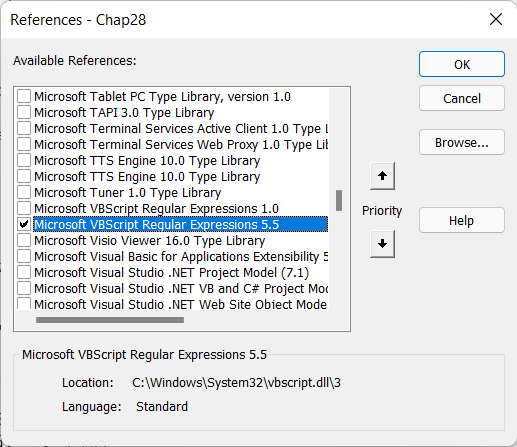 References - Chap28
Available References:
Microsoft Tablet PC Type Library, version 1.0
Microsoft TAPI 3.0 Type Library
Microsoft Terminal Services Active Client 1.0 Type L
Microsoft Terminal Services Web Proxy 1.0 Type Lib
Microsoft TTS Engine 10.0 Type Library
Microsoft TTS Engine 10.0 Type Library
Microsoft Tuner 1.0 Type Library
Microsoft VBScript Regular Expressions 1.0
Microsoft VBScript Regular Expressions 5.5
Microsoft Visio Viewer 16.0 Type Library
Microsoft Visual Basic for Applications Extensibility 5
Microsoft Visual Studio .NET Project Model (7.1)
Microsoft Visual Studio .NET VB and C# Project Mod
Microsoft Visual Studio .NET Web Site Object Mode
OK
Cancel
Browse...
Priority
Help
Microsoft VBScript Regular Expressions 5.5
Location: C:\Windows\System32\vbscript.dll\3
Language: Standard